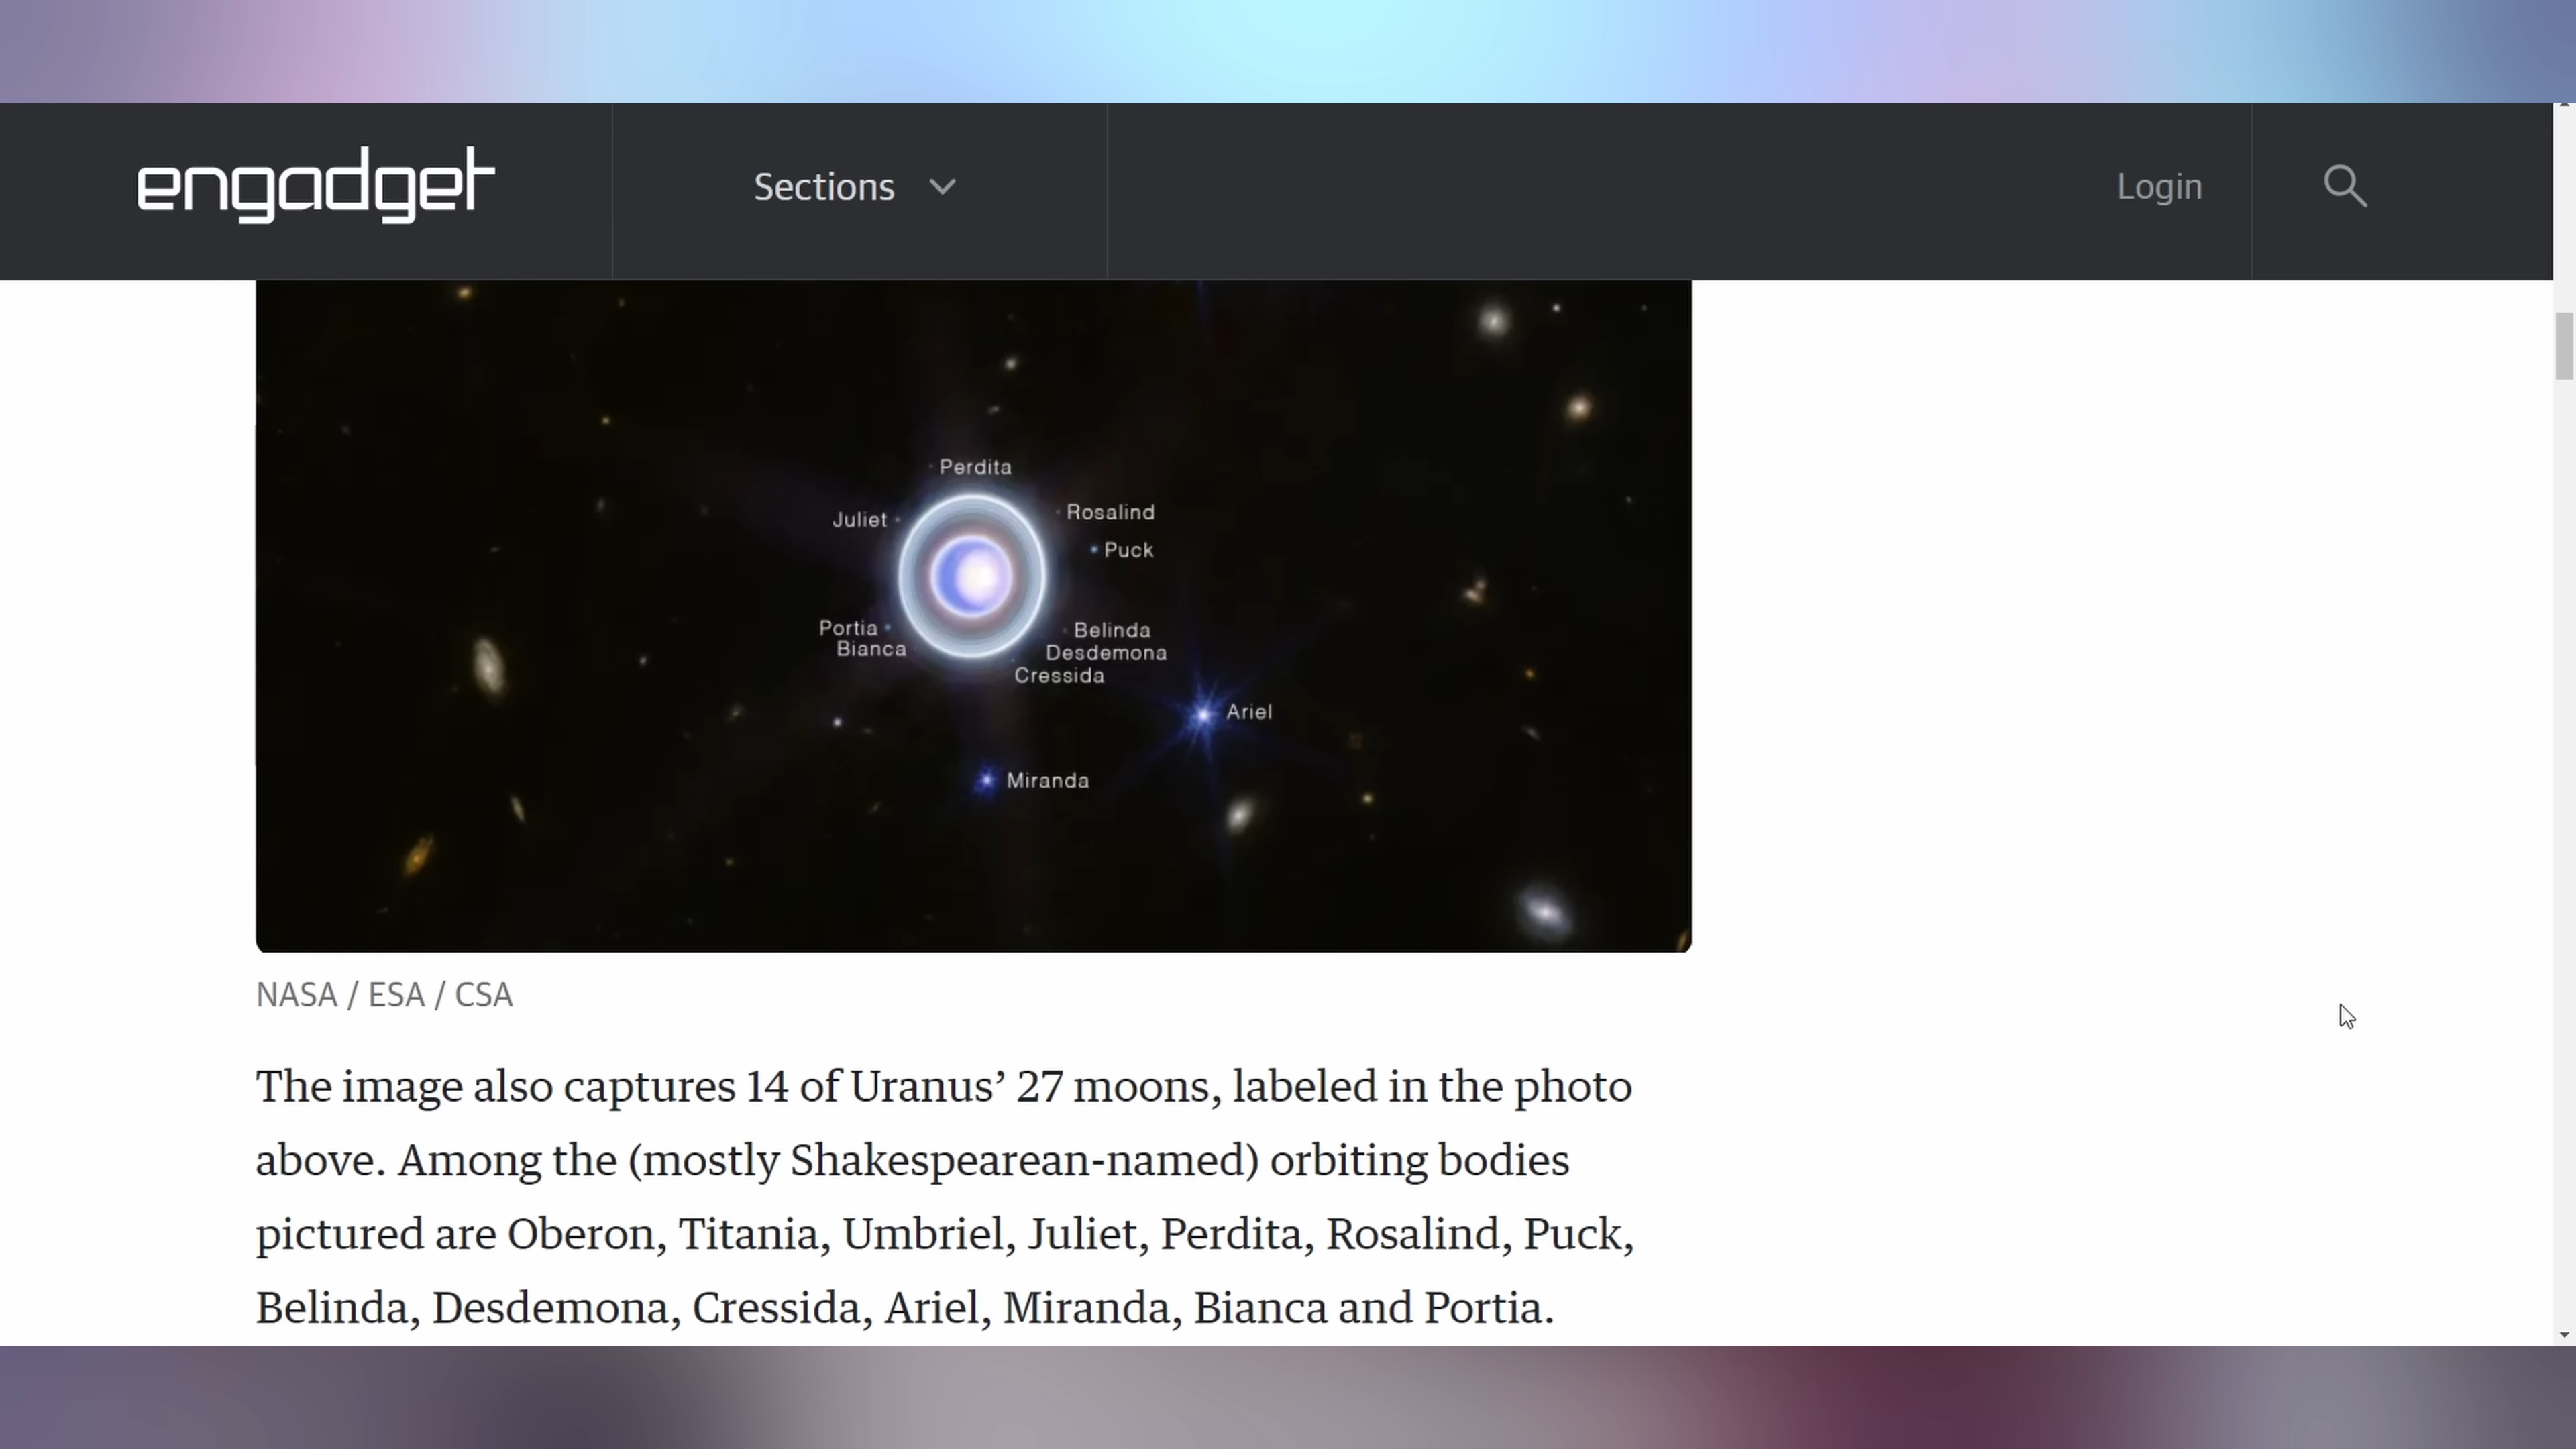 engadget
Sections
Login
Perdita
Juliet
Rosalind
Puck
Portia
Belinda
Bianca
Desdemona
Cressida
Ariel
Miranda
NASA / ESA / CSA
The image also captures 14 of Uranus’ 27 moons, labeled in the photo
above. Among the (mostly Shakespearean-named) orbiting bodies
pictured are Oberon, Titania, Umbriel, Juliet, Perdita, Rosalind, Puck,
Belinda, Desdemona, Cressida, Ariel, Miranda, Bianca and Portia.